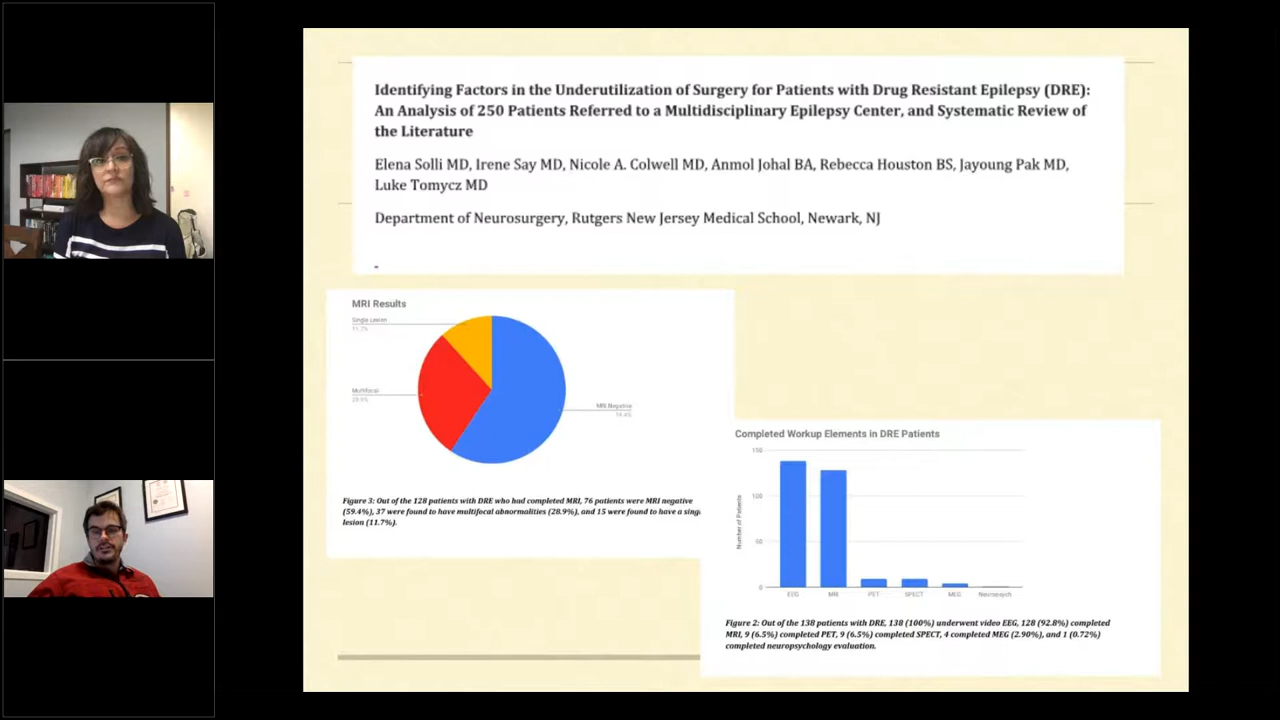 Identifying Factors in the Underutilization of Surgery for Patients with Drug Resistant Epilepsy (DRE):
An Analysis of 250 Patients Referred to a Multidisciplinary Epilepsy Center, and Systematic Review of
the Literature
Elena Solli MD, Irene Say MD, Nicole A. Colwell MD, Anmol Johal BA, Rebecca Houston BS, Jayoung Pak MD,
Luke Tomycz MD
Department of Neurosurgery, Rutgers New Jersey Medical School, Newark, NJ
-
MRI Results
Single Lesion
11.7%
Multifocal
28.9%
MRI Negative
Figure 3: Out of the 128 patients with DRE who had completed MRI, 76 patients were MRI negative
(59.4%), 37 were found to have multifocal abnormalities (28.9%), and 15 were found to have a sing
lesion (11.7%).
Completed Workup Elements in DRE Patients
Number of Patients
150
100
50
0
EEG MRI PET SPECT MEG Neuropsych
Figure 2: Out of the 138 patients with DRE, 138 (100%) underwent video EEG, 128 (92.8%) completed
MRI, 9 (6.5%) completed PET, 9 (6.5%) completed SPECT, 4 completed MEG (2.90%), and 1 (0.72%)
completed neuropsychology evaluation.